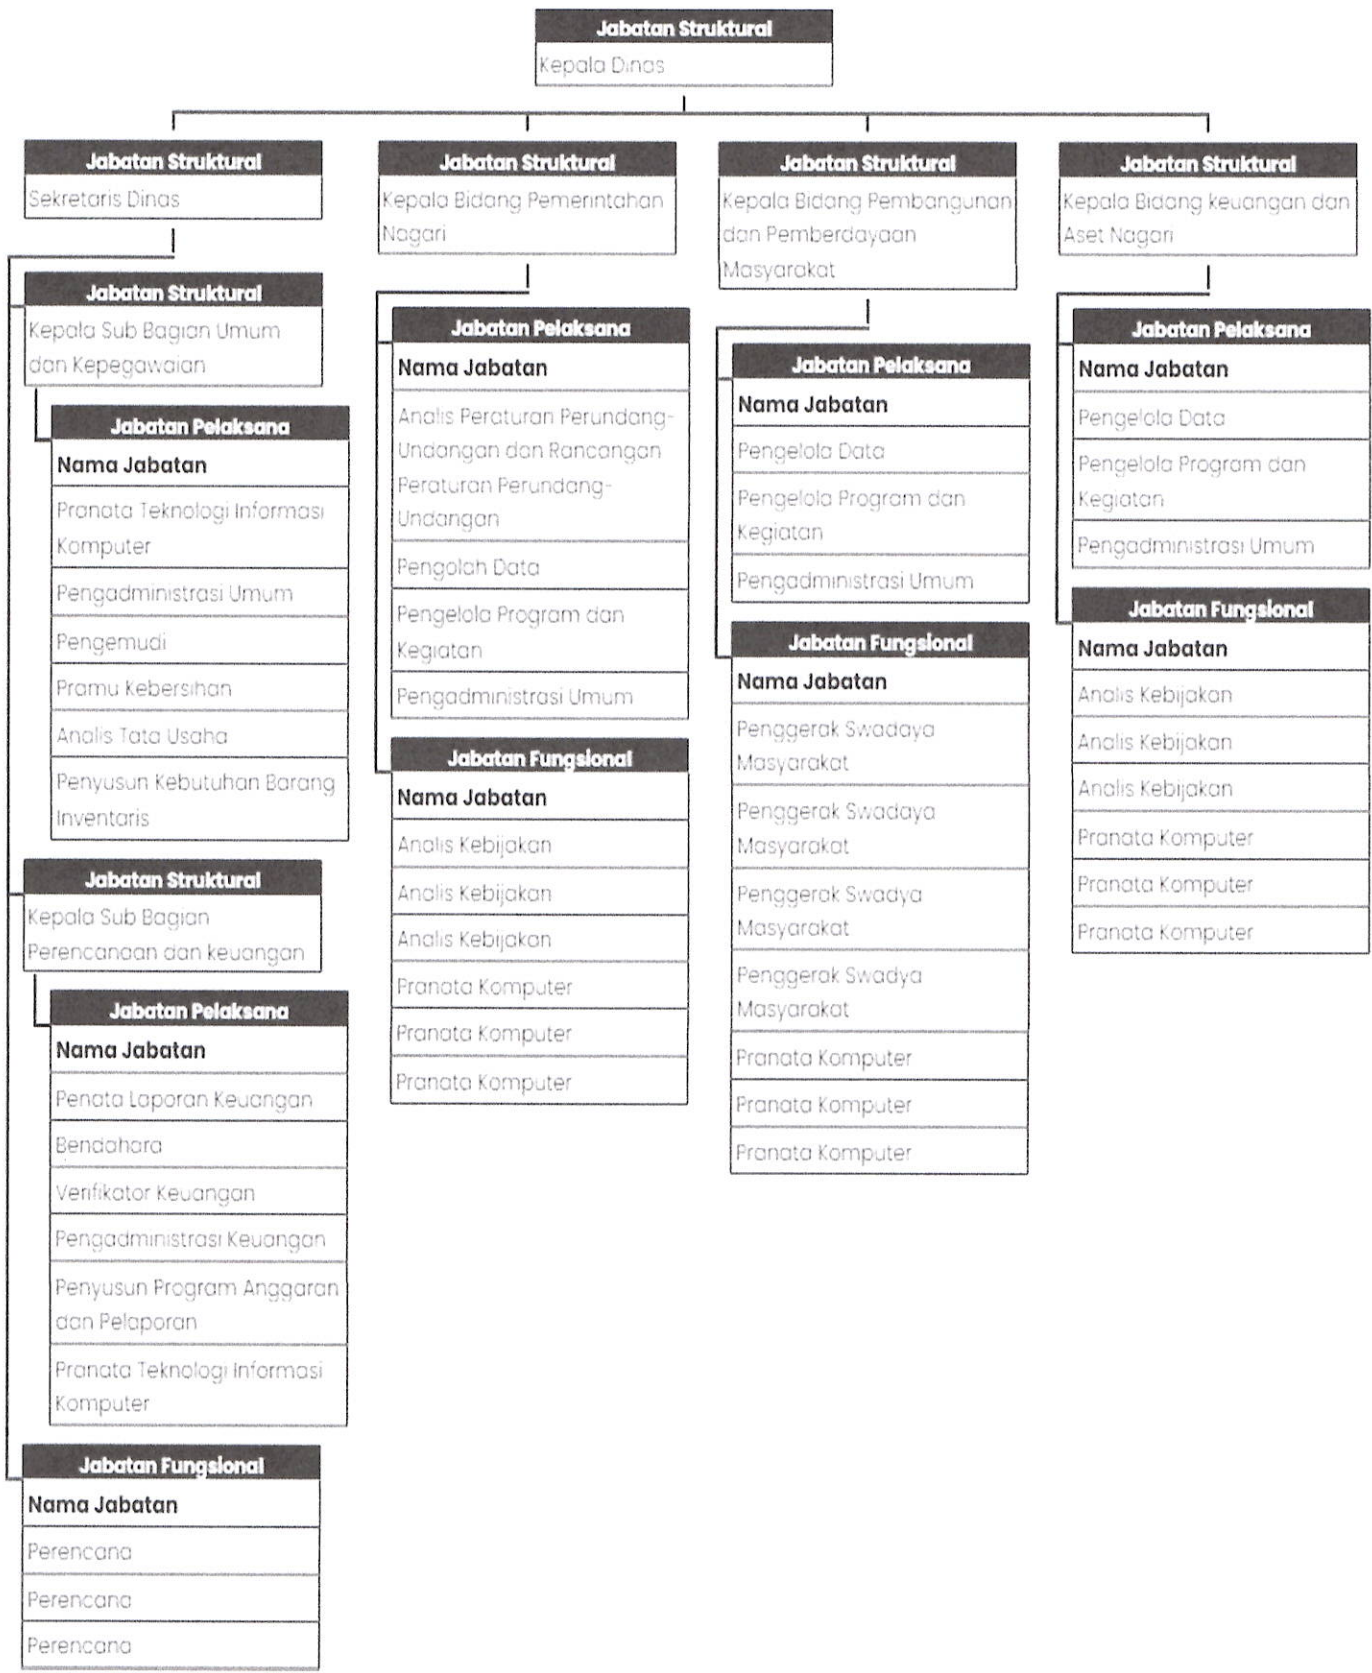 Jabatan Struktural
Kepala Dinas
Jabatan Struktural
Sekretaris Dinas
Jabatan Struktural
Kepala Sub Bagian Umum
dan Kepegawaian
Jabatan Pelaksana
Nama Jabatan
Pranata Teknologi Informasi
Komputer
Pengadministrasi Umum
Pengemudi
Pramu Kebersihan
Analis Tata Usaha
Penyusun Kebutuhan Barang
Inventaris
Jabatan Struktural
Kepala Sub Bagian
Perencanaan dan keuangan
Jabatan Pelaksana
Nama Jabatan
Penata Laporan Keuangan
Bendahara
Verifikator Keuangan
Pengadministrasi Keuangan
Penyusun Program Anggaran
dan Pelaporan
Pranata Teknologi Informasi
Komputer
Jabatan Fungsional
Nama Jabatan
Perencana
Perencana
Perencana
Jabatan Struktural
Kepala Bidang Pemerintahan
Nagari
Jabatan Pelaksana
Nama Jabatan
Analis Peraturan Perundang-
Undangan dan Rancangan
Peraturan Perundang-
Undangan
Pengolah Data
Pengelola Program dan
Kegiatan
Pengadministrasi Umum
Jabatan Fungsional
Nama Jabatan
Analis Kebijakan
Analis Kebijakan
Analis Kebijakan
Pranata Komputer
Pranata Komputer
Pranata Komputer
Jabatan Struktural
Kepala Bidang Pembangunan
dan Pemberdayaan
Masyarakat
Jabatan Pelaksana
Nama Jabatan
Pengelola Data
Pengelola Program dan
Kegiatan
Pengadministrasi Umum
Jabatan Fungsional
Nama Jabatan
Penggerak Swadaya
Masyarakat
Penggerak Swadaya
Masyarakat
Penggerak Swadya
Masyarakat
Penggerak Swadya
Masyarakat
Pranata Komputer
Pranata Komputer
Pranata Komputer
Jabatan Struktural
Kepala Bidang keuangan dan
Aset Nagari
Jabatan Pelaksana
Nama Jabatan
Pengelola Data
Pengelola Program dan
Kegiatan
Pengadministrasi Umum
Jabatan Fungsional
Nama Jabatan
Analis Kebijakan
Analis Kebijakan
Analis Kebijakan
Pranata Komputer
Pranata Komputer
Pranata Komputer